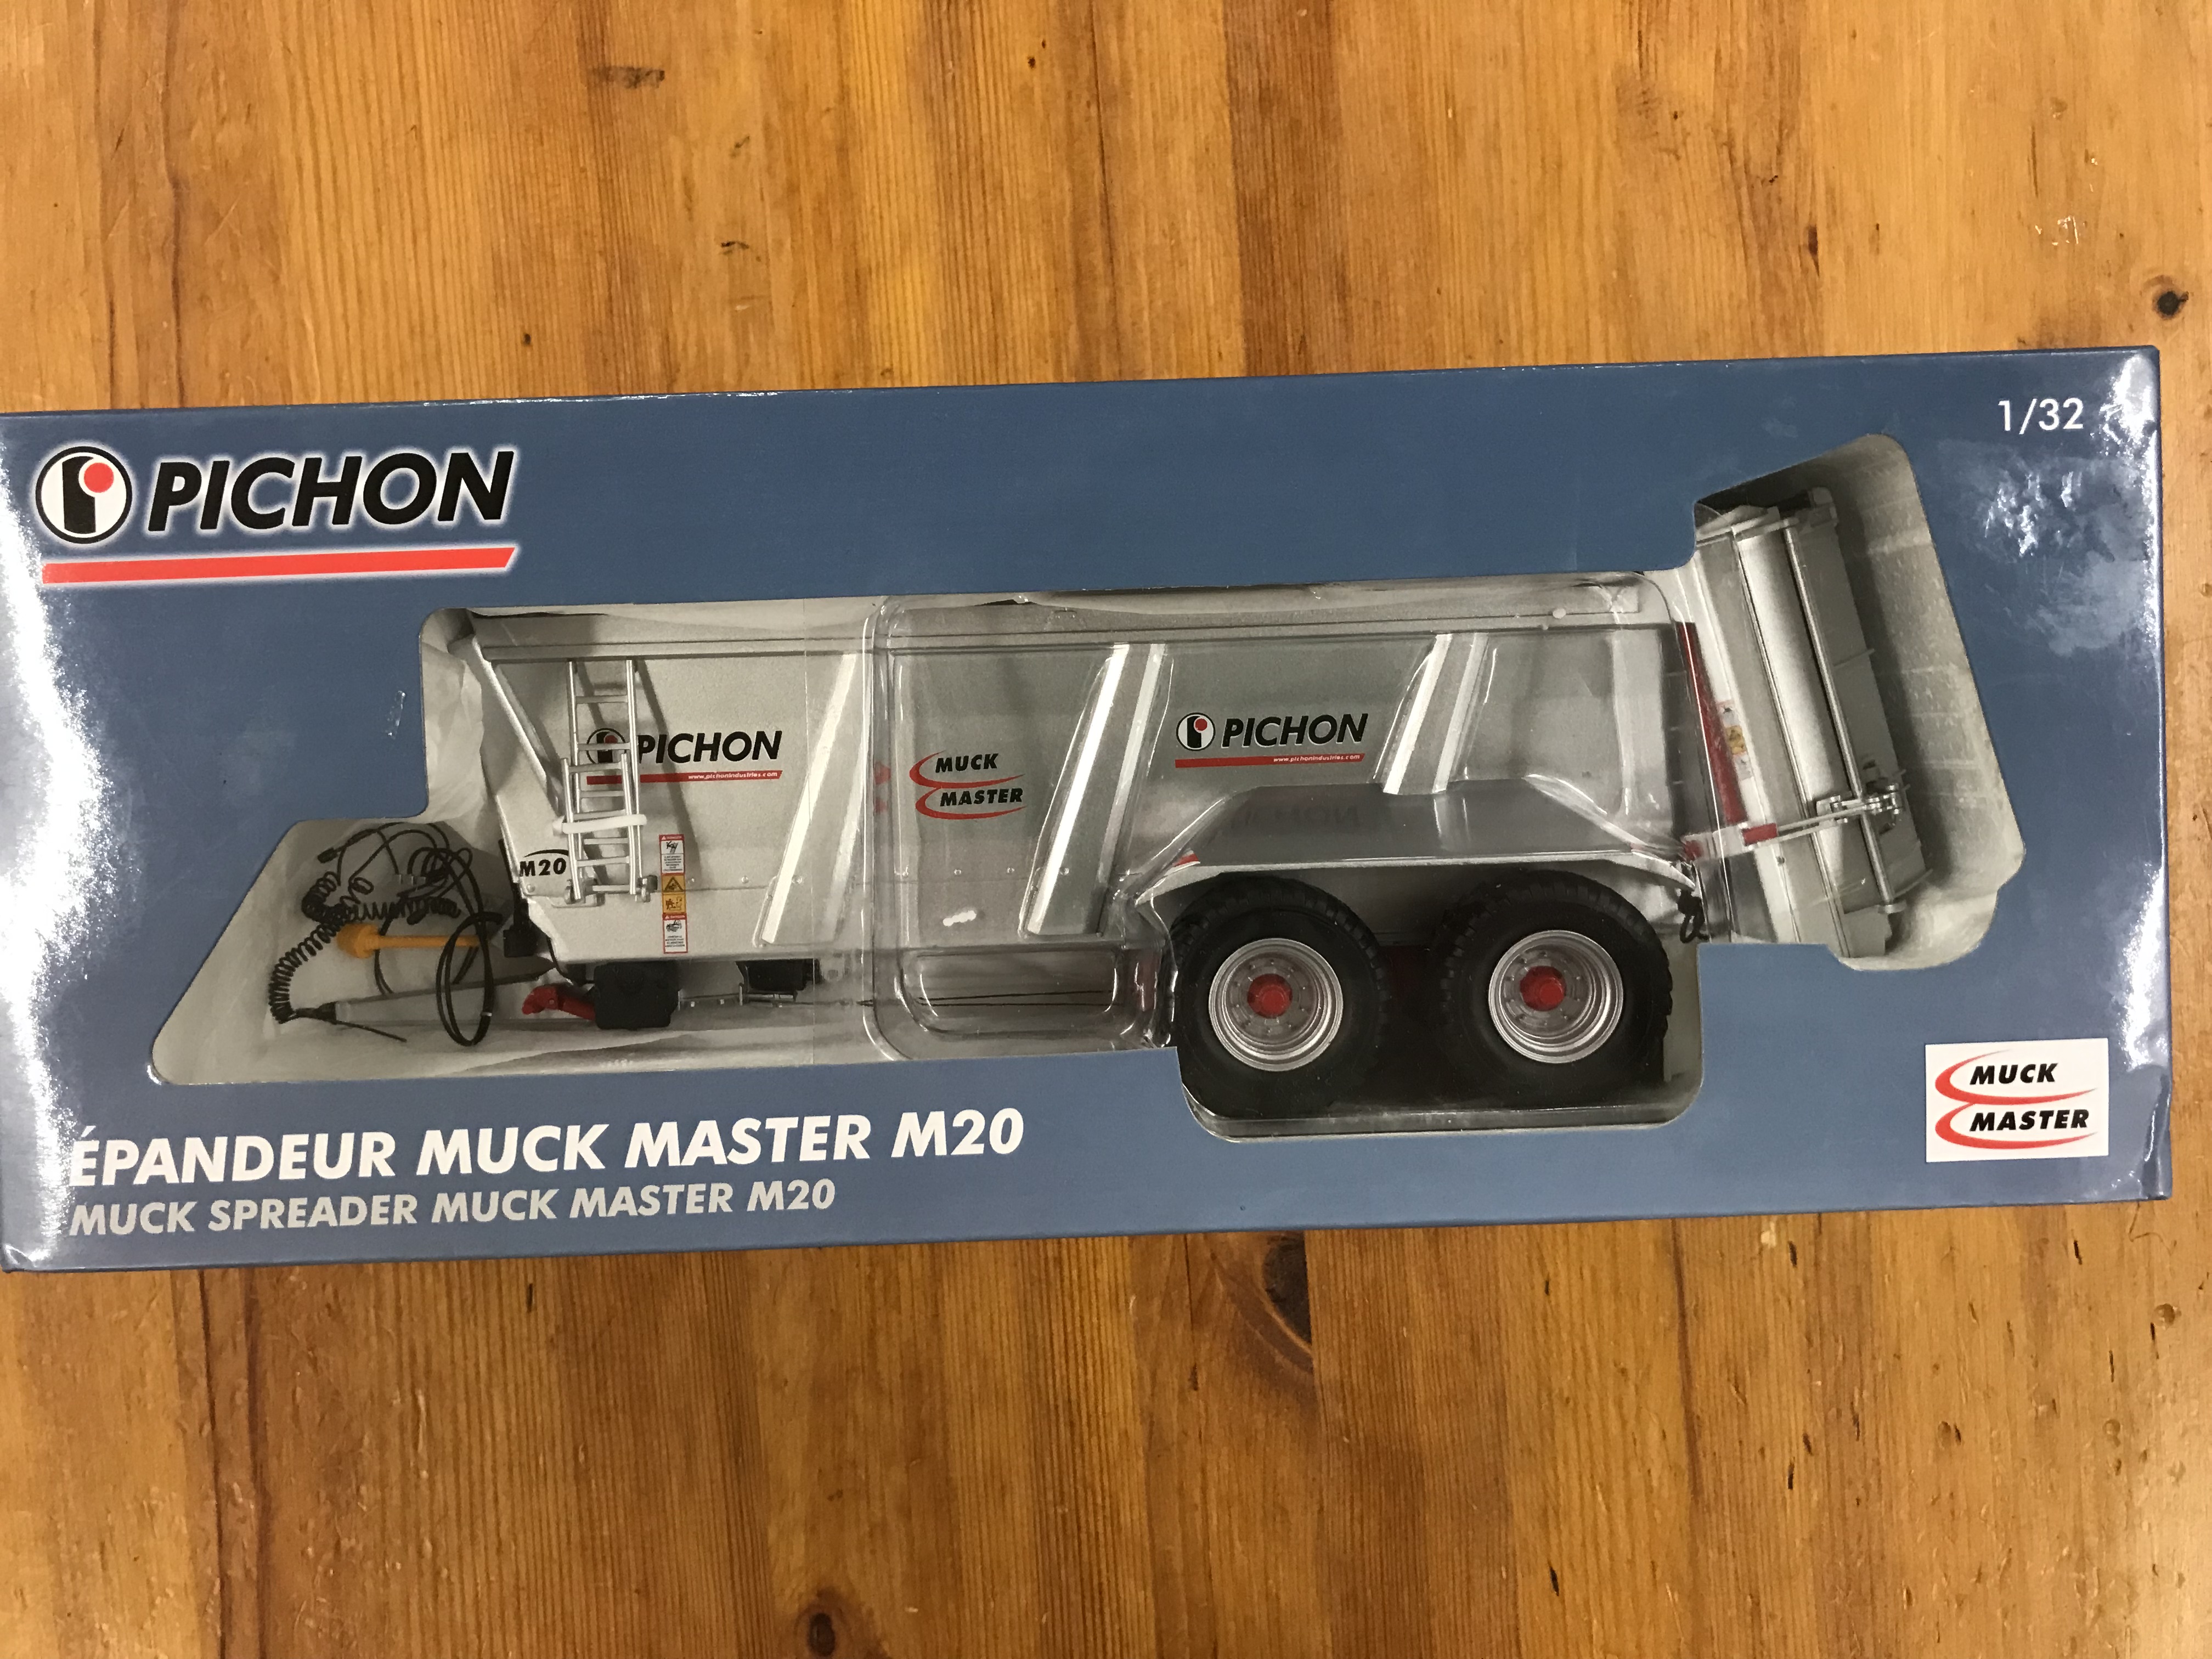 1/32
PICHON
PICHON
www.pichonindustries.com
MUCK
MASTER
PICHON
www.pichonindustries.com
M20
MUCK
MASTER
ÉPANDEUR MUCK MASTER M20
MUCK SPREADER MUCK MASTER M20